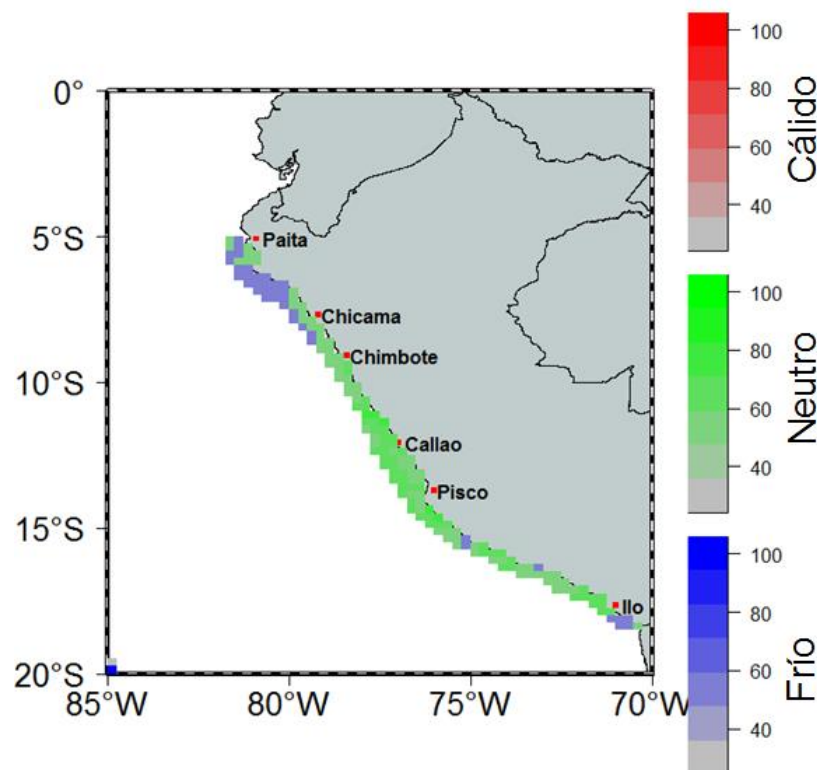 0°
5°S
10°S
15°S
20°S
85°W
80°W
75°W
70°W
Paita
Chicama
Chimbote
Callao
Pisco
Ilo
100
80
60
40
Cálido
100
80
60
40
Neutro
100
80
60
40
Frío